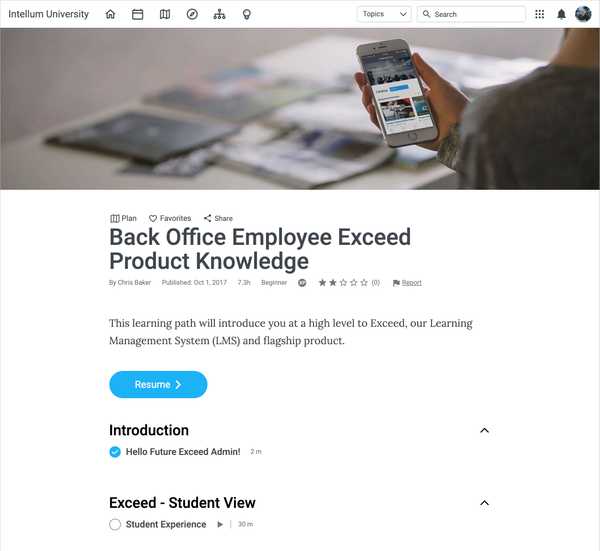 Intellum University Topics Search
Plan Favorites Share
Back Office Employee Exceed
Product Knowledge
By Chris Baker Published: Oct 1, 2017 7.3h Beginner (0) Report
This learning path will introduce you at a high level to Exceed, our Learning
Management System (LMS) and flagship product.
Resume
Introduction
Hello Future Exceed Admin! 2 m
Exceed - Student View
Student Experience 30 m